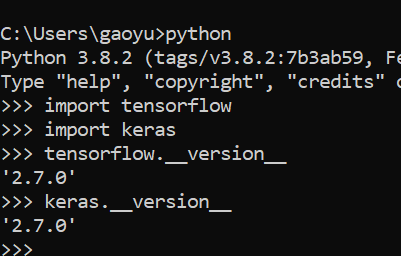 C:\Users\gaoyu>python
Python 3.8.2 (tags/v3.8.2:7b3ab59, Fe
Type "help", "copyright", "credits" o
>>> import tensorflow
>>> import keras
>>> tensorflow.__version__
'2.7.0'
>>> keras.__version__
'2.7.0'
>>>